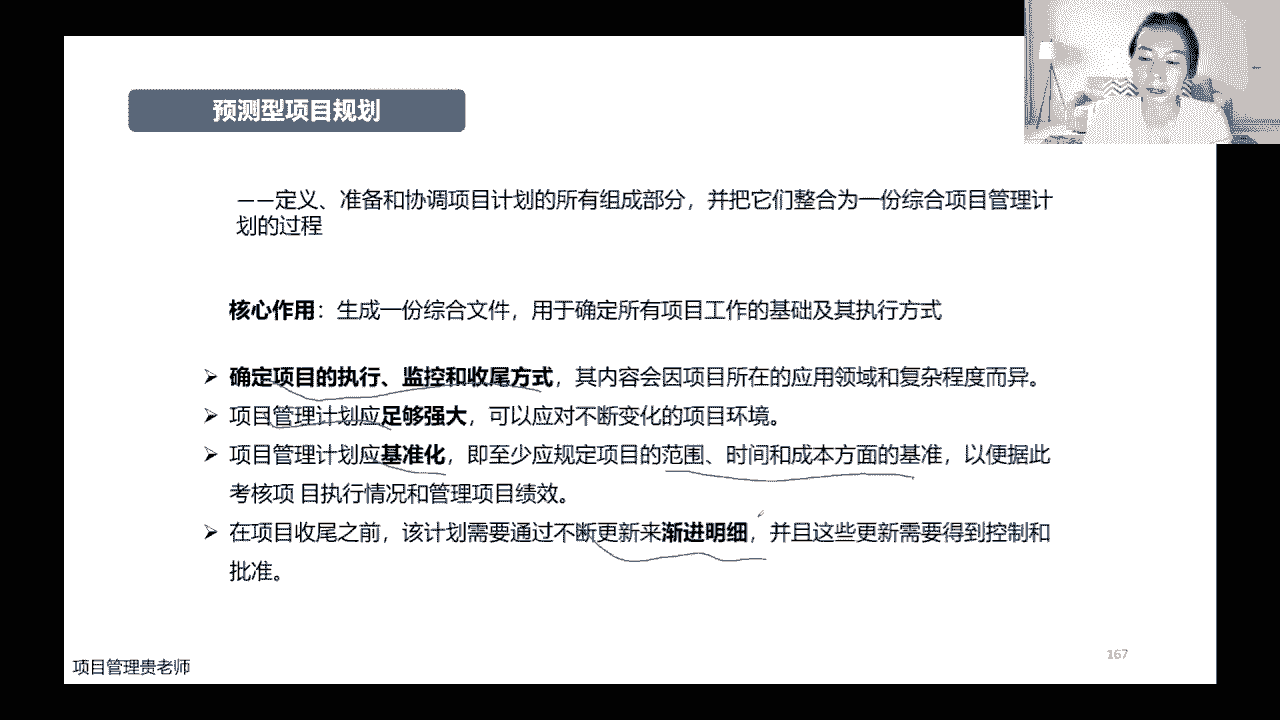 预测型项目规划
——定义、准备和协调项目计划的所有组成部分，并把它们整合为一份综合项目管理计
划的过程
核心作用：生成一份综合文件，用于确定所有项目工作的基础及其执行方式
➢ 确定项目的执行、监控和收尾方式，其内容会因项目所在的应用领域和复杂程度而异。
➢ 项目管理计划应足够强大，可以应对不断变化的项目环境。
➢ 项目管理计划应基准化，即至少应规定项目的范围、时间和成本方面的基准，以便据此
考核项 目执行情况和管理项目绩效。
➢ 在项目收尾之前，该计划需要通过不断更新来渐进明细，并且这些更新需要得到控制和
批准。
167
项目管理贵老师